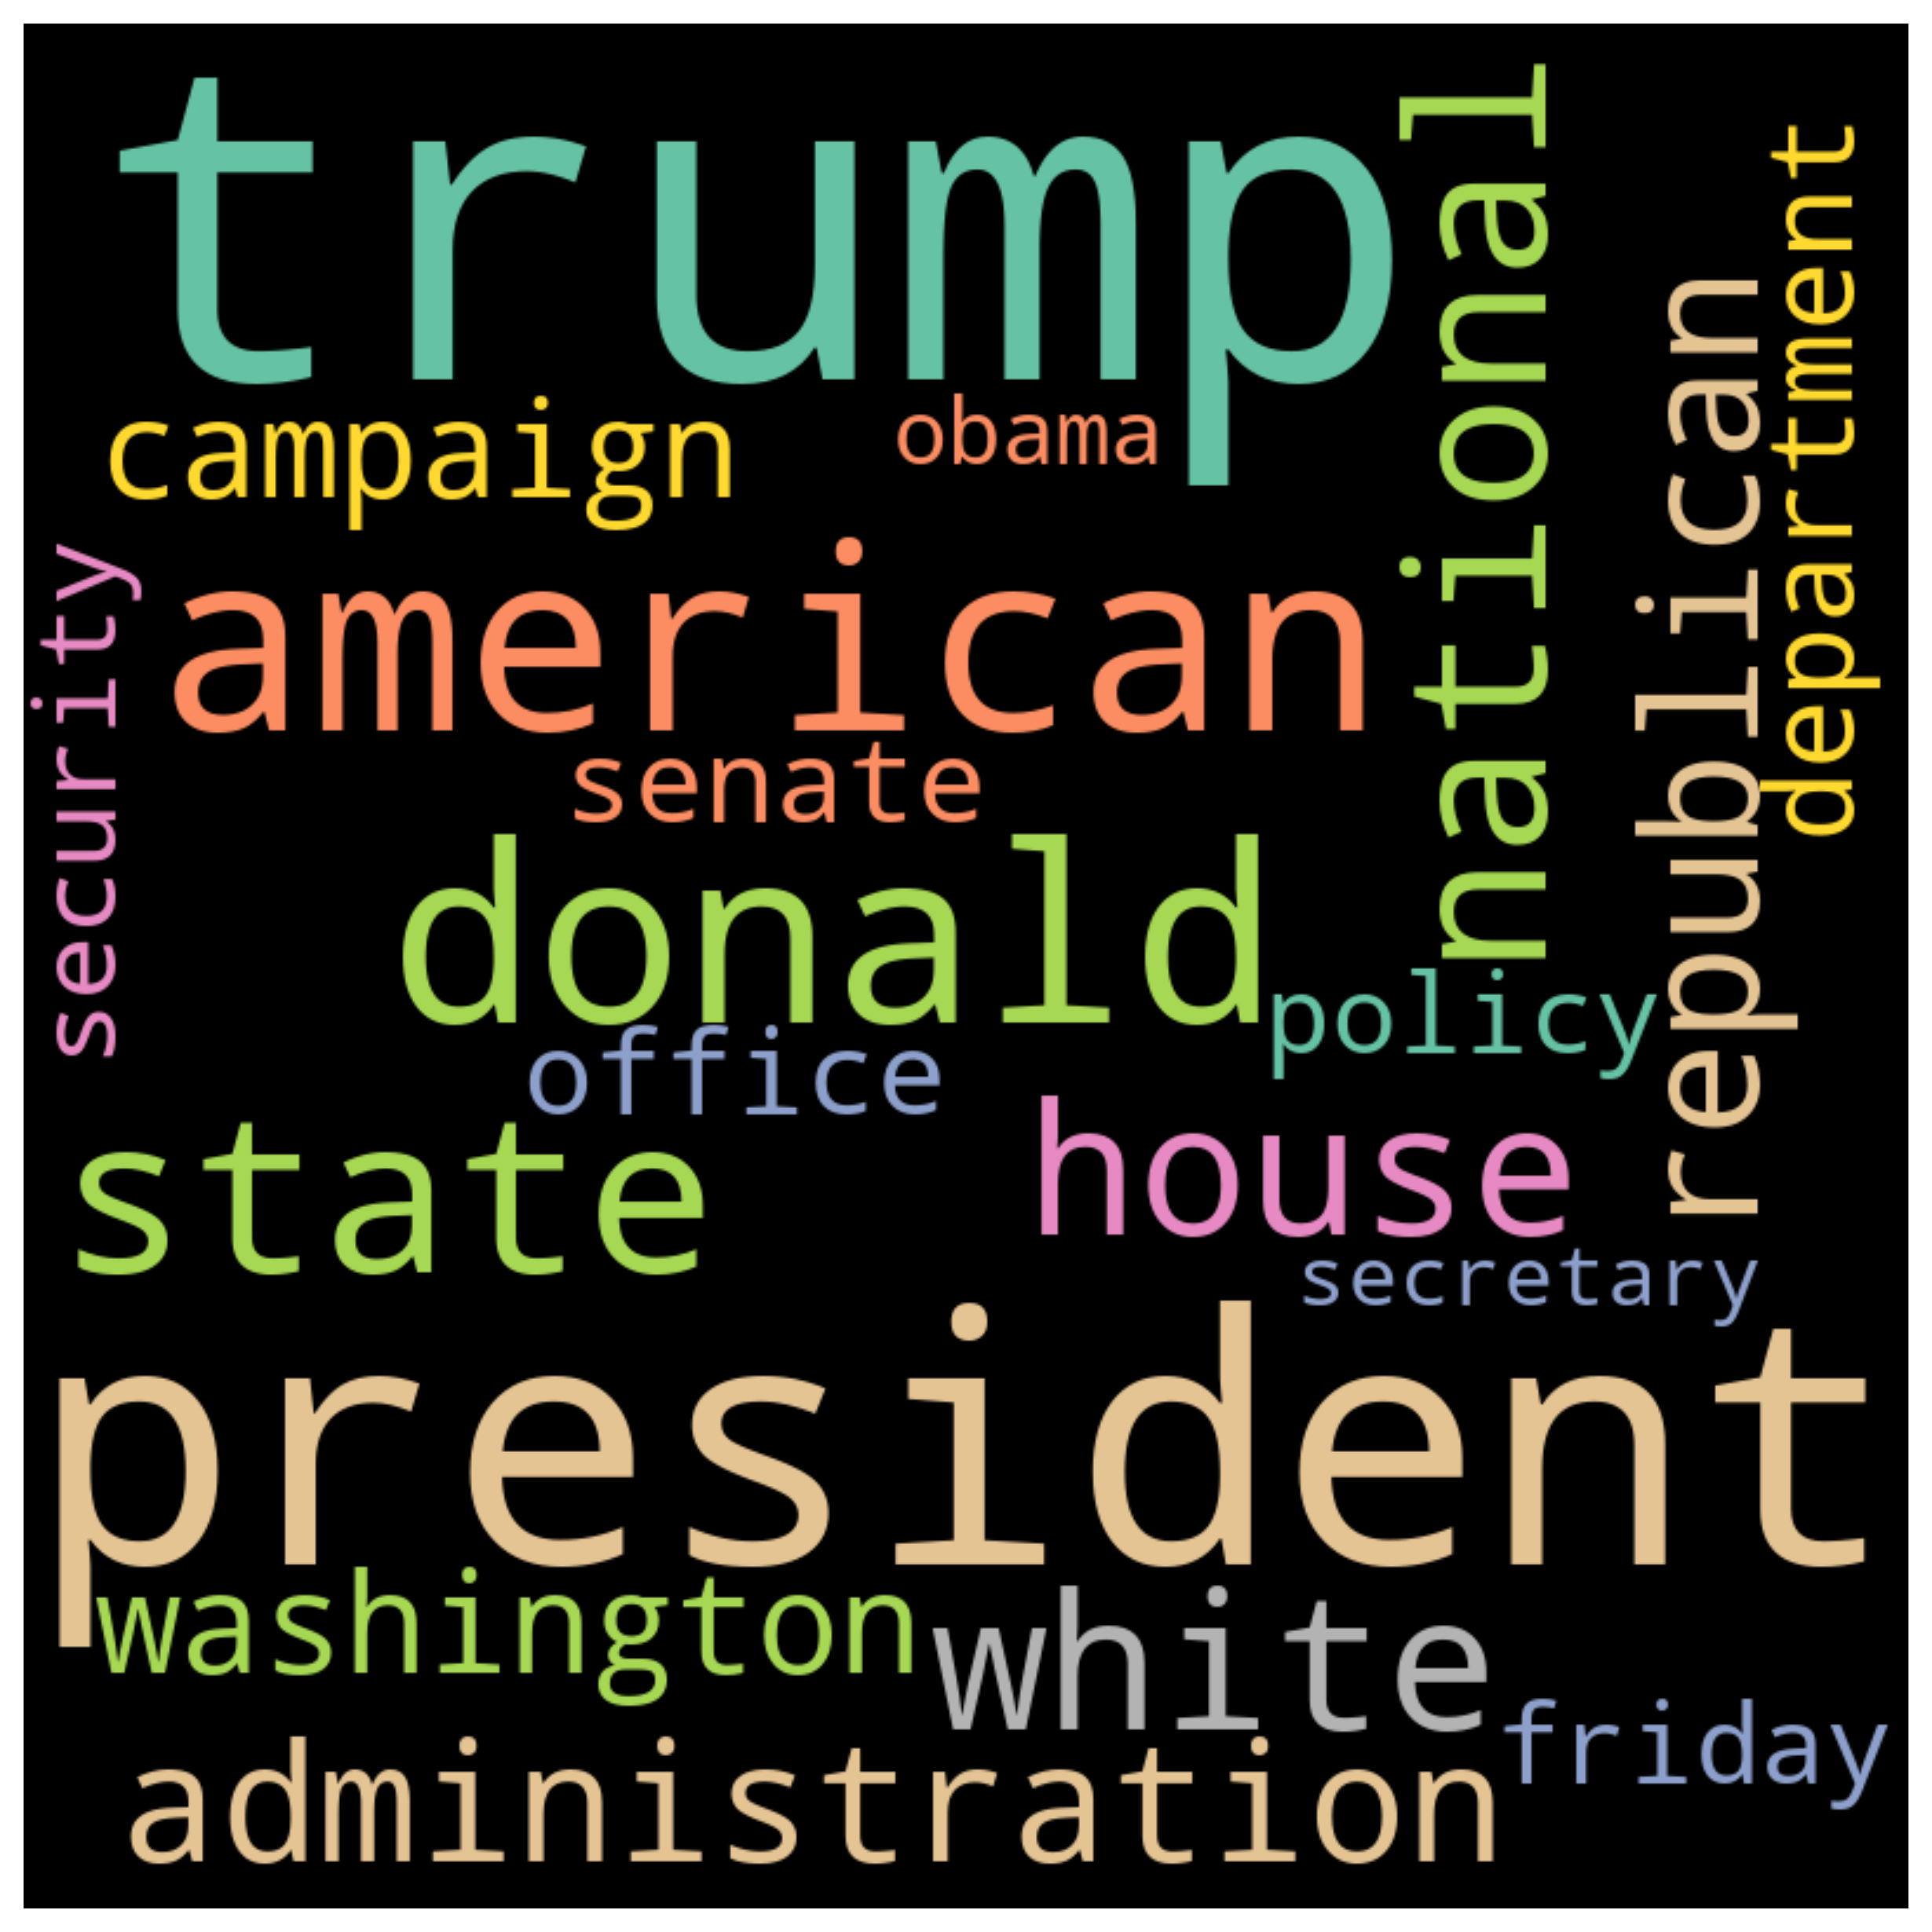 trump
national
department
republican
campaign
obama
security
american
senate
donald
policy
office
state
house
secretary
president
washington
white
friday
administration